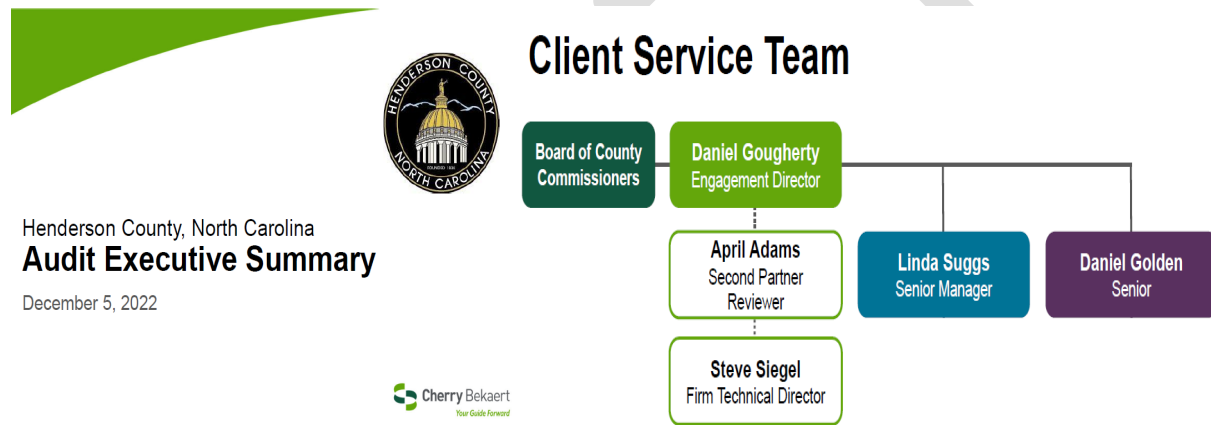 Henderson County, North Carolina
Audit Executive Summary
December 5, 2022
HENDERSON COUNTY
NORTH CAROLINA
Cherry Bekaert
Your Guide Forward
Client Service Team
Board of County
Commissioners
Daniel Gougherty
Engagement Director
April Adams
Second Partner
Reviewer
Steve Siegel
Firm Technical Director
Linda Suggs
Senior Manager
Daniel Golden
Senior